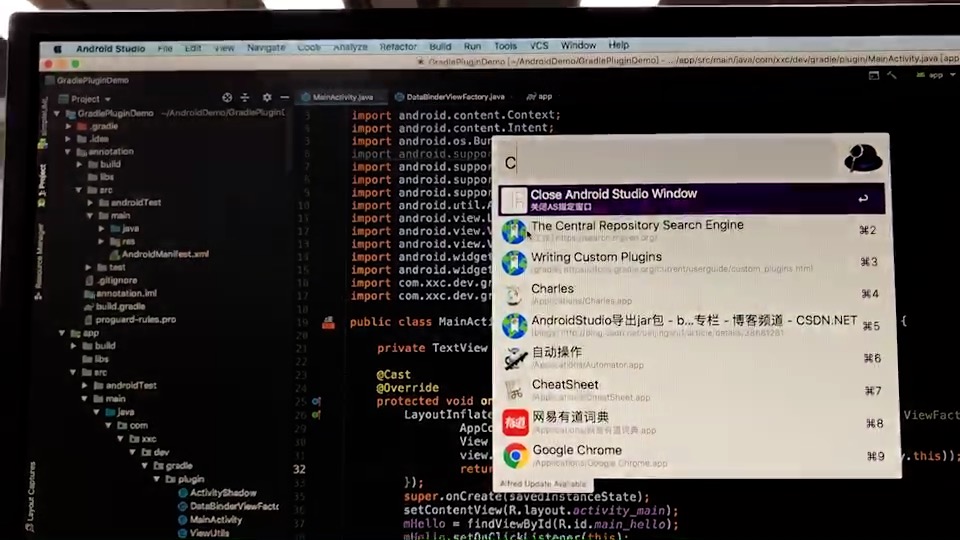 Android Studio File Edit View Navigate Code Analyze Refactor Build Run Tools VCS Window Help
GradlePluginDemo [~/AndroidDemo/GradlePluginDemo] - .../app/src/main/java/com/xxc/dev/gradle/plugin/MainActivity.java [app
GradlePluginDemo
app
Project
MainActivity.java
DataBinderViewFactory.java
app
GradlePluginDemo ~/AndroidDemo/GradlePluginD
.gradle
.idea
annotation
build
libs
src
androidTest
main
java
res
AndroidManifest.xml
test
.gitignore
annotation.iml
build.gradle
proguard-rules.pro
app
build
libs
src
androidTest
main
java
com
xxc
dev
gradle
plugin
ActivityShadow
DataBinderViewFacto
MainActivity
ViewUtils
1: Project
Resource Manager
Layout Captures
import android.content.Context;
import android.content.Intent;
import android.os.Bun
import android.suppo
import android.suppo
import android.suppo
import android.suppo
import android.util.A
import android.view.L
import android.view.V
import android.view.V
import android.widget
import android.widget
import com.xxc.dev.gr
import com.xxc.dev.gr
public class MainActi
{
private TextView
@Cast
@Override
protected void on
LayoutInflat
ViewFact
AppCo
View
this));
32
retur
});
super.onCreate(savedInstanceState);
setContentView(R.layout.activity_main);
mHello = findViewById(R.id.main_hello);
mHello.setOnClickListener(this);
C
Close Android Studio Window
关闭AS指定窗口
The Central Repository Search Engine
⌘2
Writing Custom Plugins
⌘3
Charles
/Applications/Charles.app
⌘4
AndroidStudio导出jar包 - b...专栏 - 博客频道 - CSDN.NET
⌘5
自动操作
/Applications/Automator.app
⌘6
CheatSheet
/Applications/CheatSheet.app
⌘7
有道
网易有道词典
/Applications/网易有道词典.app
⌘8
Google Chrome
/Applications/Google Chrome.app
⌘9
Alfred Update Available